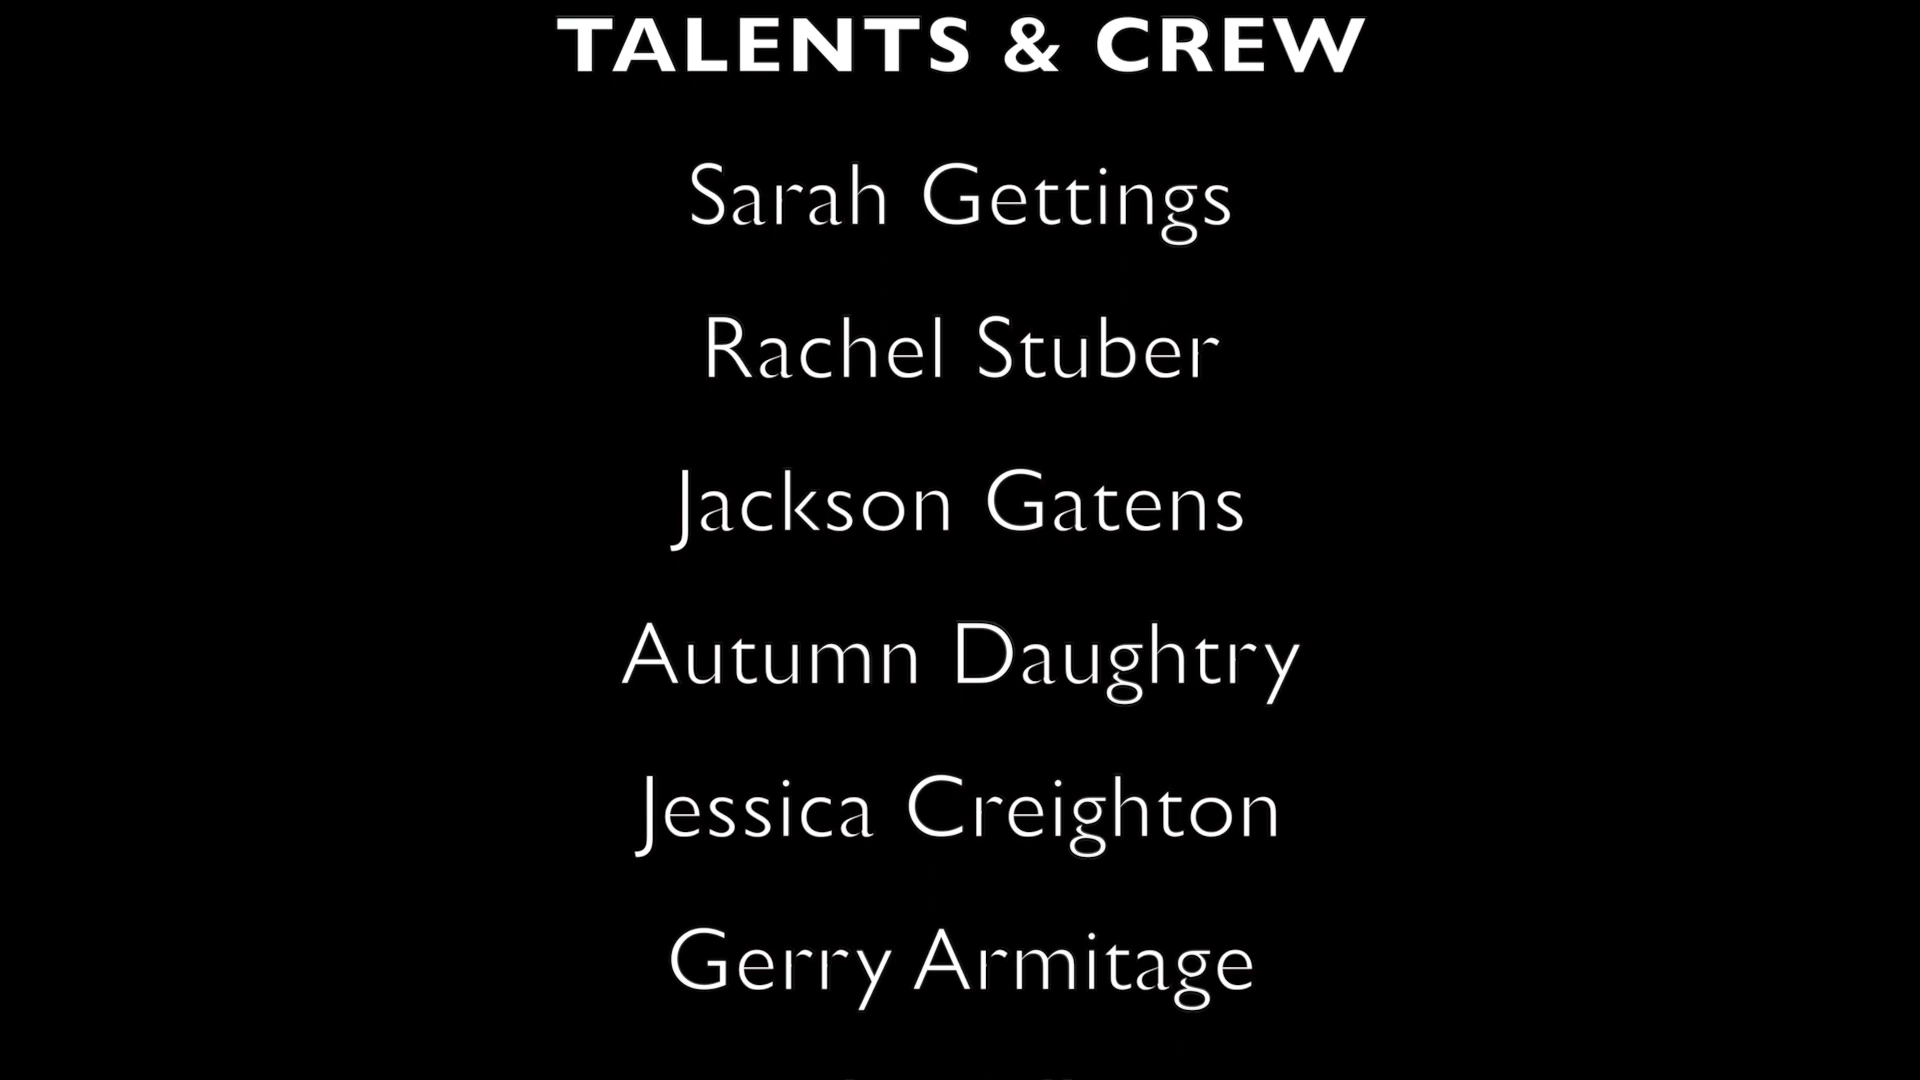 TALENTS & CREW
Sarah Gettings
Rachel Stuber
Jackson Gatens
Autumn Daughtry
Jessica Creighton
Gerry Armitage